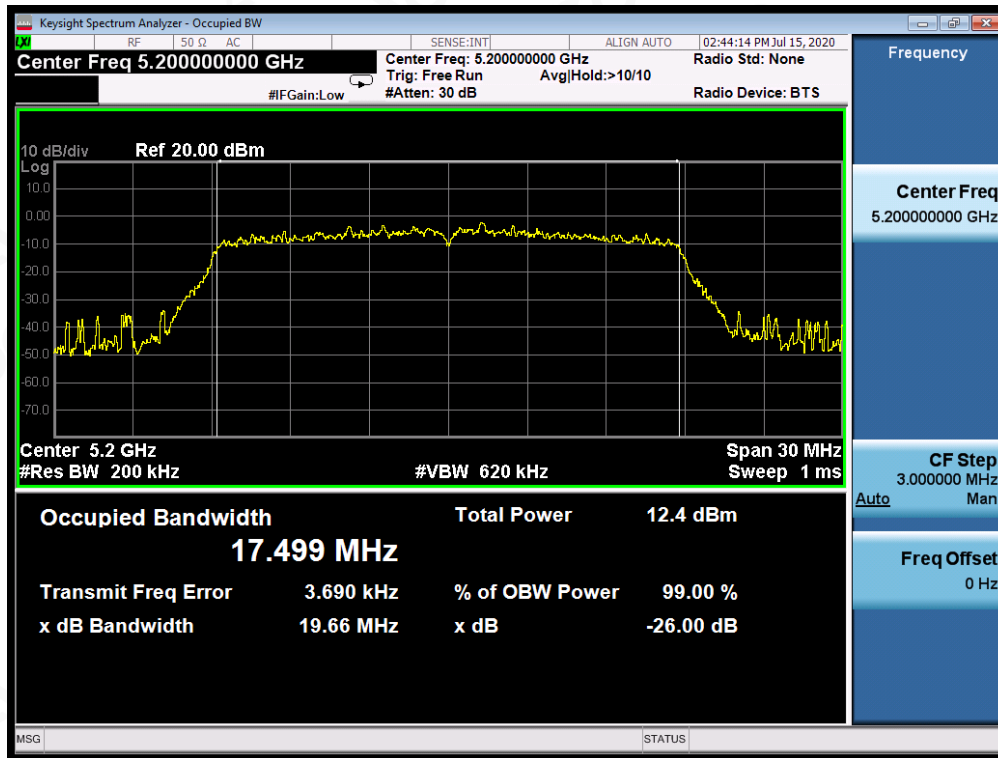 Keysight Spectrum Analyzer - Occupied BW
LXI RF 50 Ω AC SENSE:INT ALIGN AUTO 02:44:14 PM Jul 15, 2020
Center Freq 5.200000000 GHz
Center Freq: 5.200000000 GHz Radio Std: None
Trig: Free Run Avg|Hold:>10/10
#IFGain:Low #Atten: 30 dB Radio Device: BTS
10 dB/div Ref 20.00 dBm
Log
10.0
0.00
-10.0
-20.0
-30.0
-40.0
-50.0
-60.0
-70.0
Center 5.2 GHz Span 30 MHz
#Res BW 200 kHz #VBW 620 kHz Sweep 1 ms
Occupied Bandwidth Total Power 12.4 dBm
17.499 MHz
Transmit Freq Error 3.690 kHz % of OBW Power 99.00 %
x dB Bandwidth 19.66 MHz x dB -26.00 dB
Frequency
Center Freq
5.200000000 GHz
CF Step
3.000000 MHz
Auto Man
Freq Offset
0 Hz
MSG STATUS